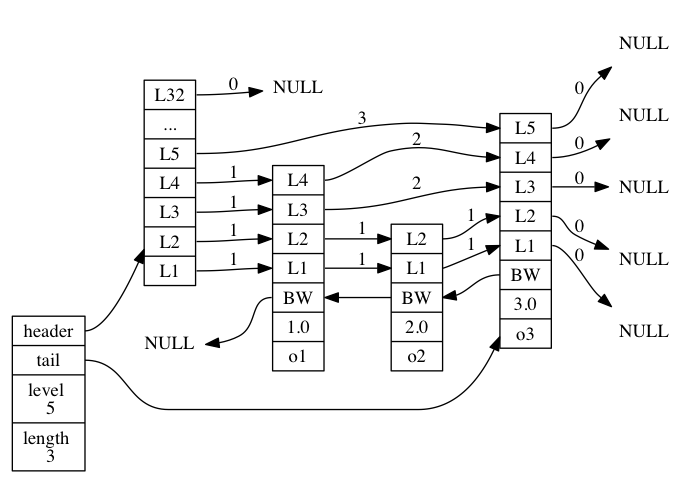 NULL
L32
0
NULL
0
...
3
L5
L5
NULL
0
L4
L4
1
L4
2
L3
0
NULL
L3
1
L3
2
L2
1
L2
1
L2
1
L2
0
NULL
L1
1
L1
1
L1
1
L1
0
BW
BW
BW
NULL
1.0
2.0
3.0
NULL
o1
o2
o3
header
tail
level
5
length
3